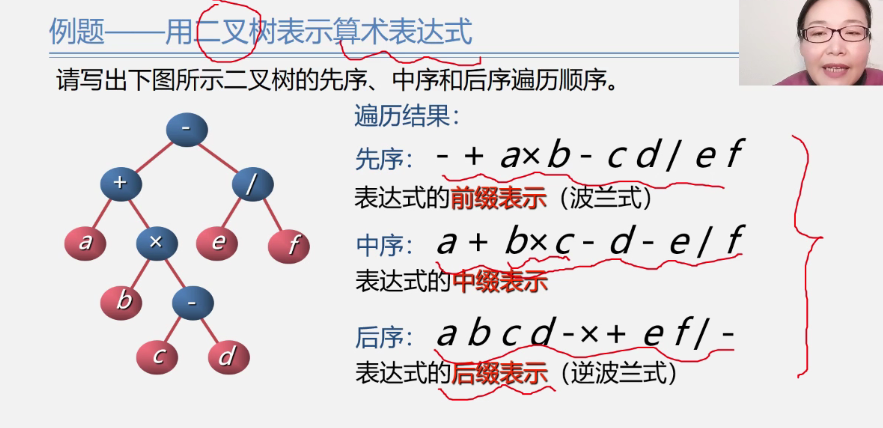 例题——用二叉树表示算术表达式
请写出下图所示二叉树的先序、中序和后序遍历顺序。
遍历结果：
先序：- + a×b - c d / e f
表达式的前缀表示（波兰式）
中序：a + b×c - d - e / f
表达式的中缀表示
后序：a b c d -×+ e f / -
表达式的后缀表示（逆波兰式）
-
+ /
a × e f
b -
c d